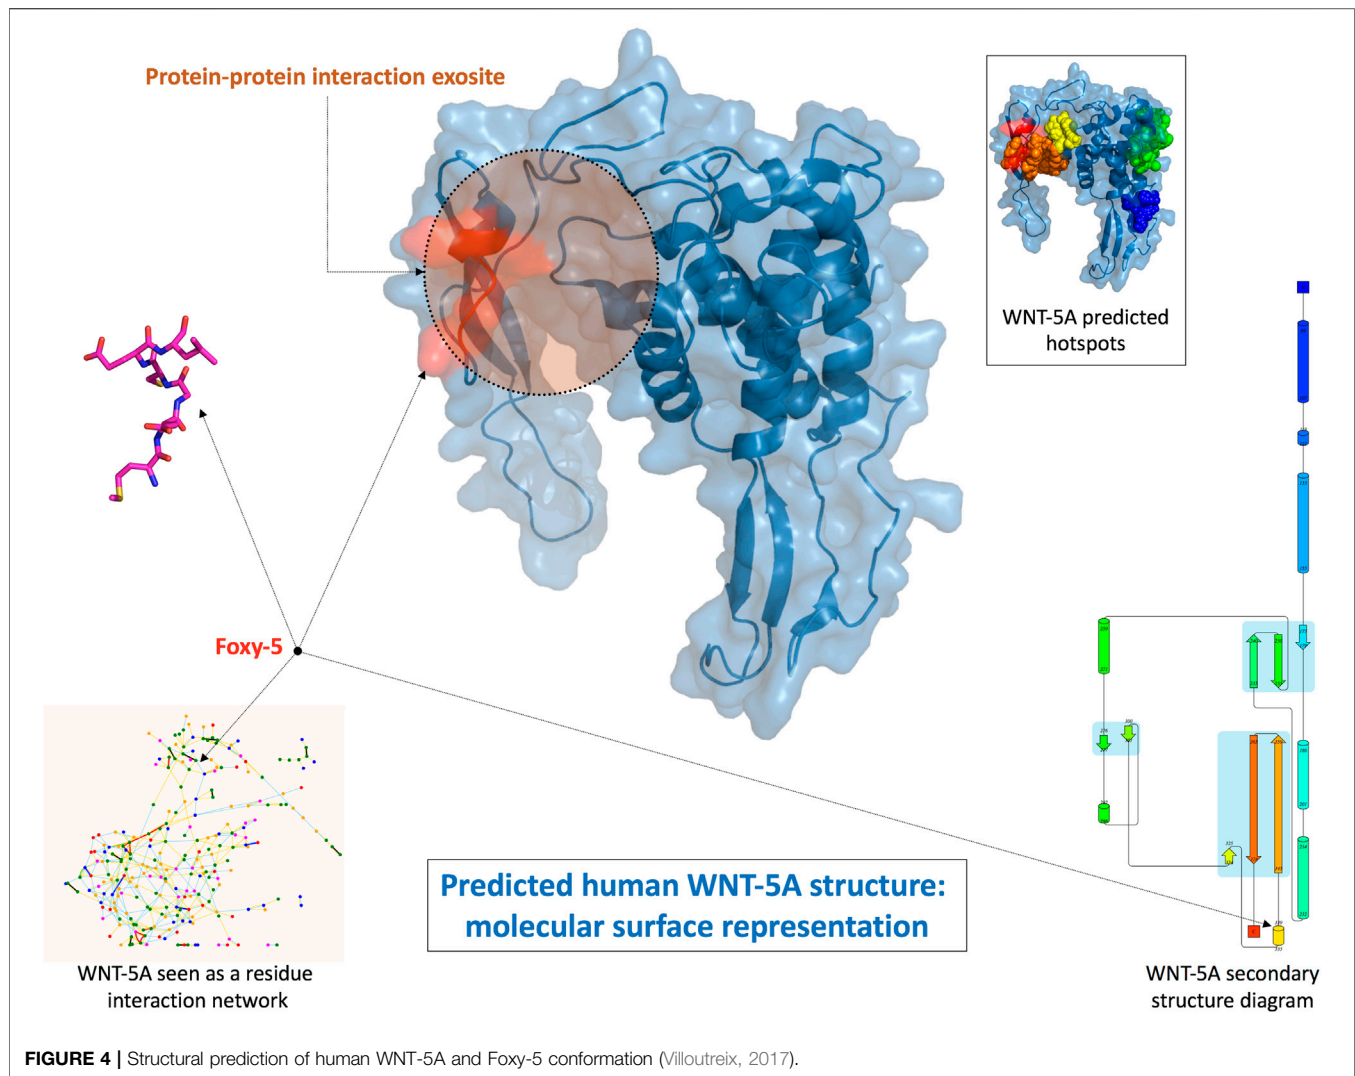 Protein-protein interaction exosite
WNT-5A predicted
hotspots
Foxy-5
Predicted human WNT-5A structure:
molecular surface representation
WNT-5A seen as a residue
interaction network
WNT-5A secondary
structure diagram
FIGURE 4 | Structural prediction of human WNT-5A and Foxy-5 conformation (Villoutreix, 2017).